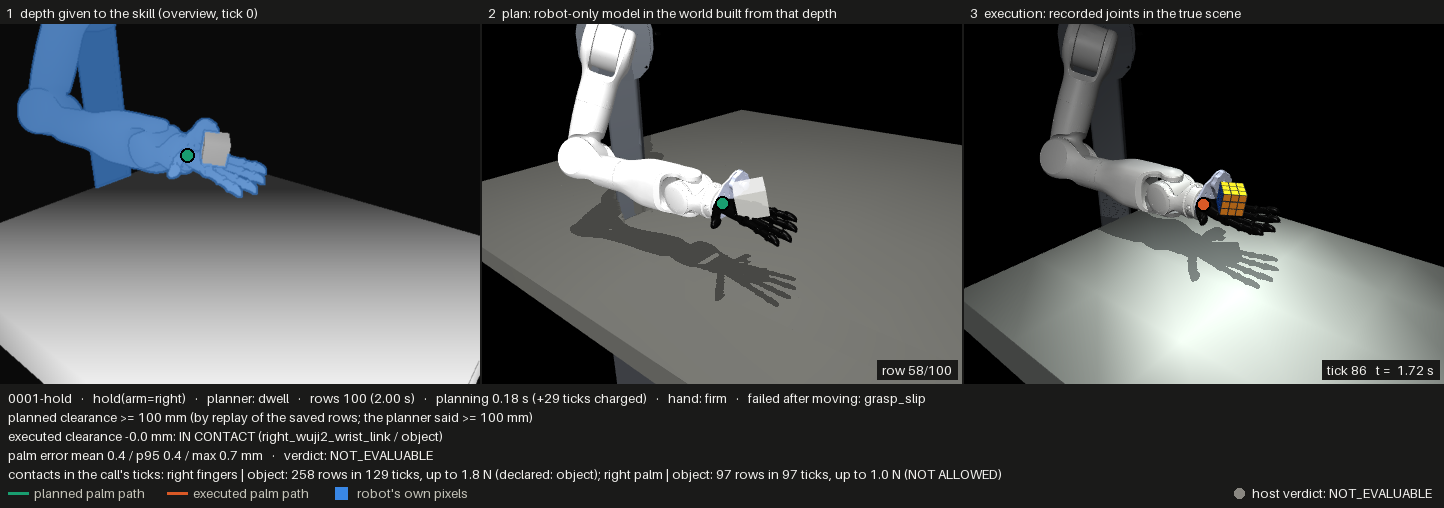 1 depth given to the skill (overview, tick 0)
2 plan: robot-only model in the world built from that depth
3 execution: recorded joints in the true scene
row 58/100
tick 86 t = 1.72 s
0001-hold · hold(arm=right) · planner: dwell · rows 100 (2.00 s) · planning 0.18 s (+29 ticks charged) · hand: firm · failed after moving: grasp_slip
planned clearance >= 100 mm (by replay of the saved rows; the planner said >= 100 mm)
executed clearance -0.0 mm: IN CONTACT (right_wuji2_wrist_link / object)
palm error mean 0.4 / p95 0.4 / max 0.7 mm · verdict: NOT_EVALUABLE
contacts in the call's ticks: right fingers | object: 258 rows in 129 ticks, up to 1.8 N (declared: object); right palm | object: 97 rows in 97 ticks, up to 1.0 N (NOT ALLOWED)
planned palm path executed palm path robot's own pixels host verdict: NOT_EVALUABLE